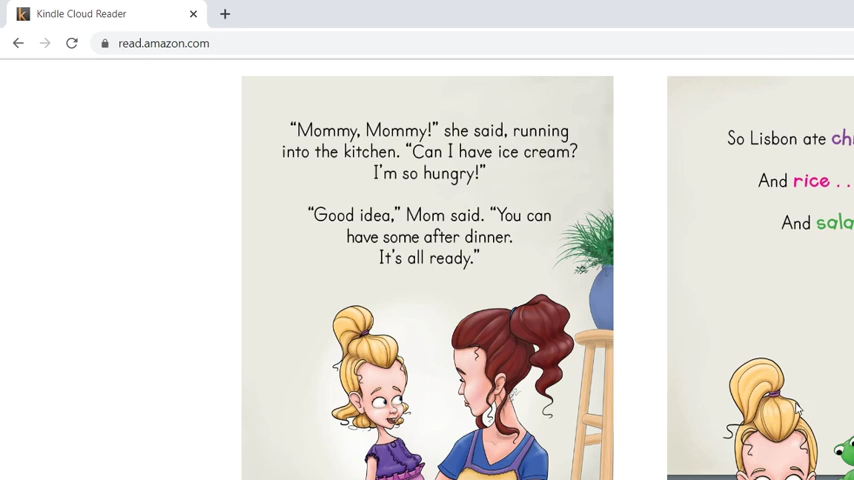 Kindle Cloud Reader
read.amazon.com
“Mommy, Mommy!” she said, running
into the kitchen. “Can I have ice cream?
I’m so hungry!”
“Good idea,” Mom said. “You can
have some after dinner.
It’s all ready.”
So Lisbon ate
And rice . .
And